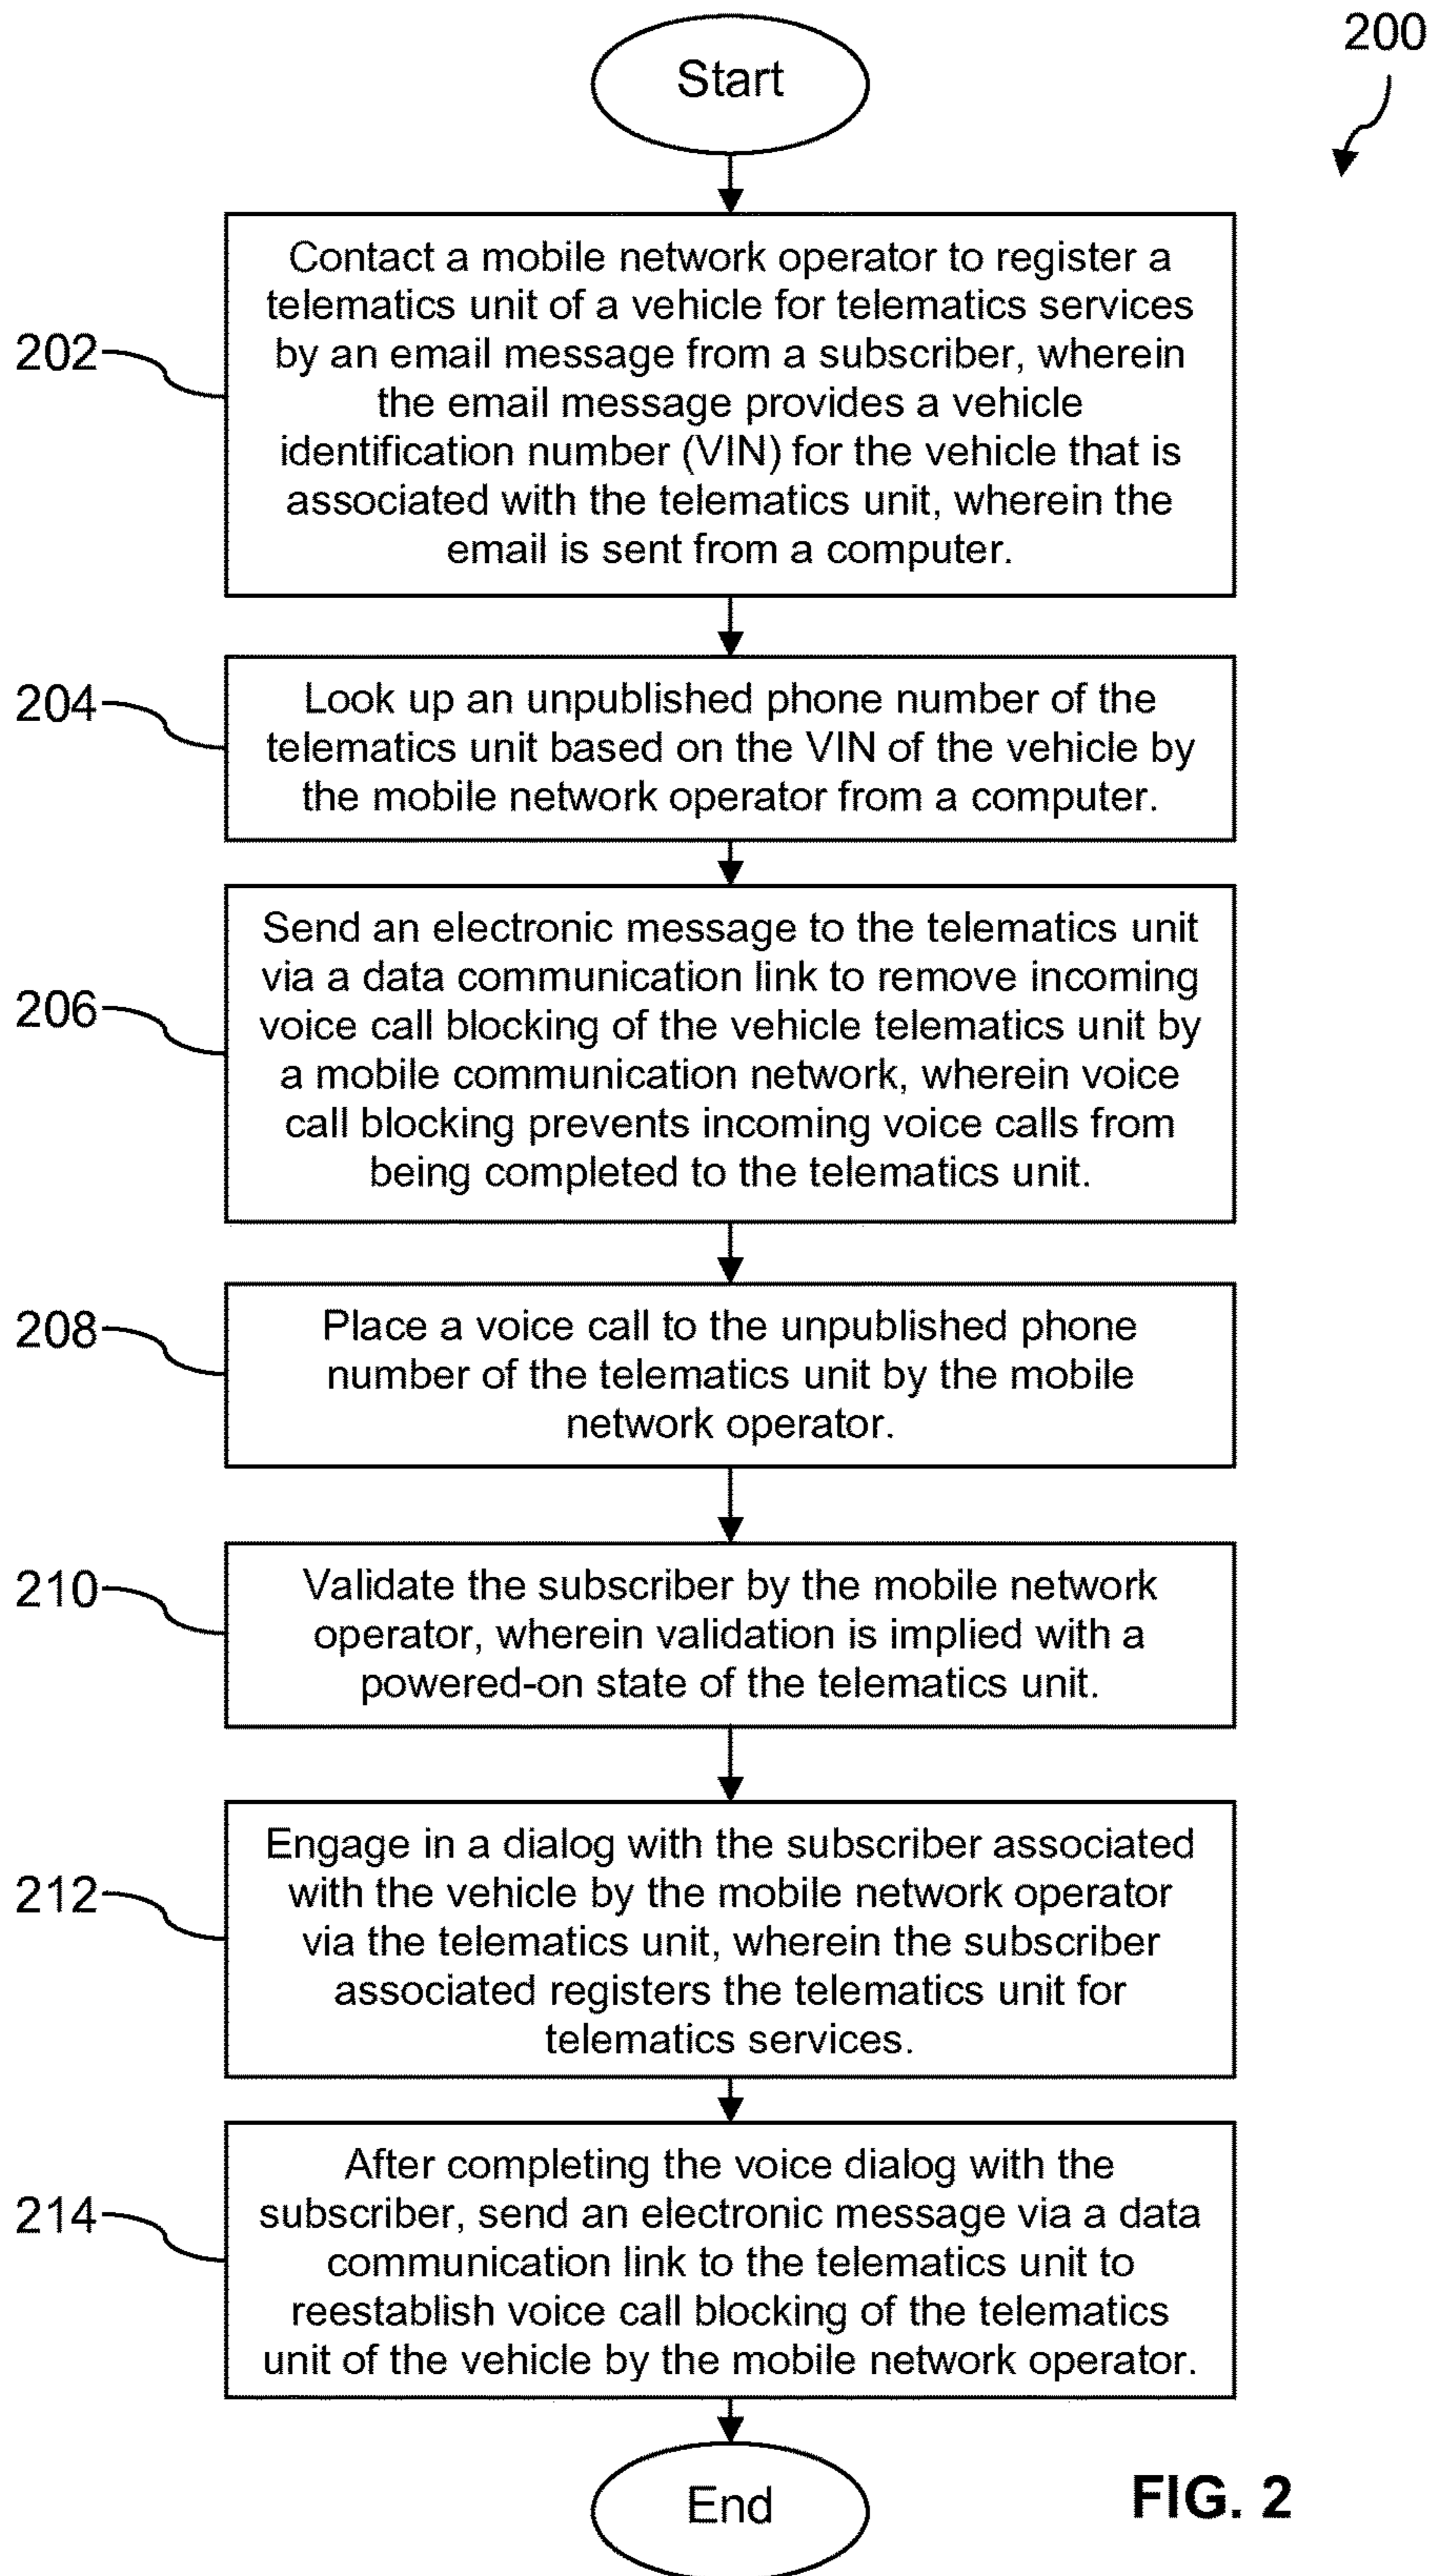 200
Start
202
Contact a mobile network operator to register a
telematics unit of a vehicle for telematics services
by an email message from a subscriber, wherein
the email message provides a vehicle
identification number (VIN) for the vehicle that is
associated with the telematics unit, wherein the
email is sent from a computer.
204
Look up an unpublished phone number of the
telematics unit based on the VIN of the vehicle by
the mobile network operator from a computer.
206
Send an electronic message to the telematics unit
via a data communication link to remove incoming
voice call blocking of the vehicle telematics unit by
a mobile communication network, wherein voice
call blocking prevents incoming voice calls from
being completed to the telematics unit.
208
Place a voice call to the unpublished phone
number of the telematics unit by the mobile
network operator.
210
Validate the subscriber by the mobile network
operator, wherein validation is implied with a
powered-on state of the telematics unit.
212
Engage in a dialog with the subscriber associated
with the vehicle by the mobile network operator
via the telematics unit, wherein the subscriber
associated registers the telematics unit for
telematics services.
214
After completing the voice dialog with the
subscriber, send an electronic message via a data
communication link to the telematics unit to
reestablish voice call blocking of the telematics
unit of the vehicle by the mobile network operator.
End
FIG. 2